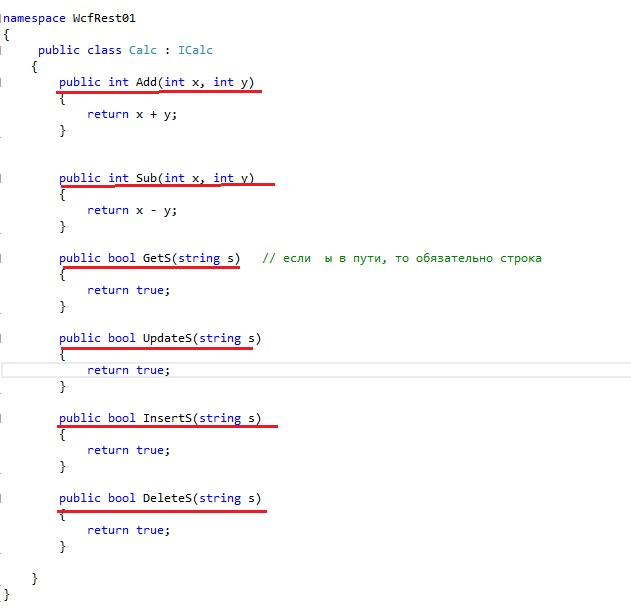 namespace WcfRest01
{
public class Calc : ICalc
{
public int Add(int x, int y)
{
return x + y;
}
public int Sub(int x, int y)
{
return x - y;
}
public bool GetS(string s) // если ы в пути, то обязательно строка
{
return true;
}
public bool UpdateS(string s)
{
return true;
}
public bool InsertS(string s)
{
return true;
}
public bool DeleteS(string s)
{
return true;
}
}
}